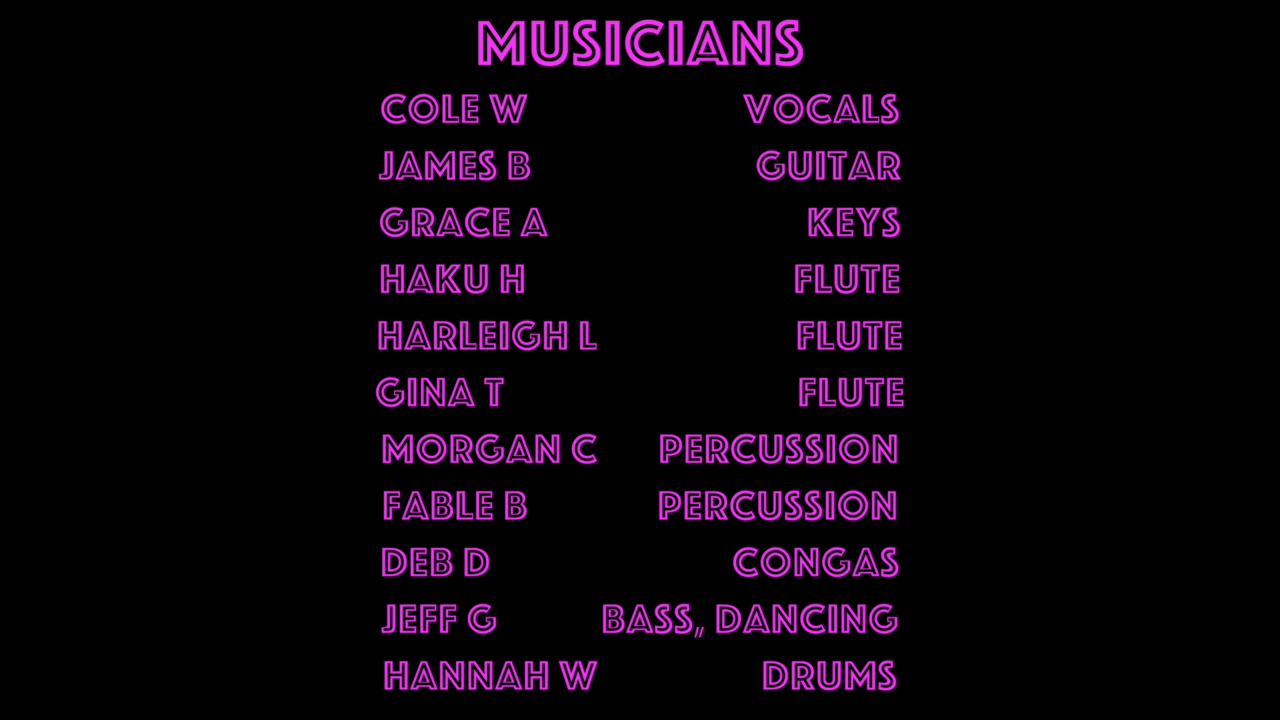 MUSICIANS
COLE W VOCALS
JAMES B GUITAR
GRACE A KEYS
HAKU H FLUTE
HARLEIGH L FLUTE
GINA T FLUTE
MORGAN C PERCUSSION
FABLE B PERCUSSION
DEB D CONGAS
JEFF G BASS, DANCING
HANNAH W DRUMS